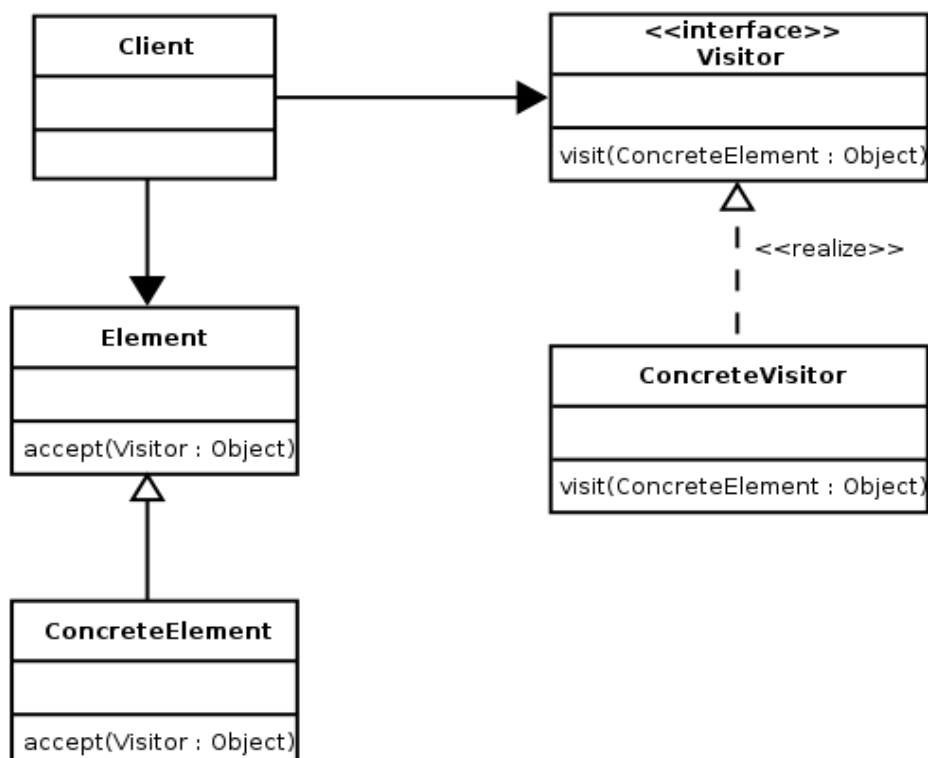 Client
<<interface>>
Visitor
visit(ConcreteElement : Object)
<<realize>>
Element
accept(Visitor : Object)
ConcreteVisitor
visit(ConcreteElement : Object)
ConcreteElement
accept(Visitor : Object)